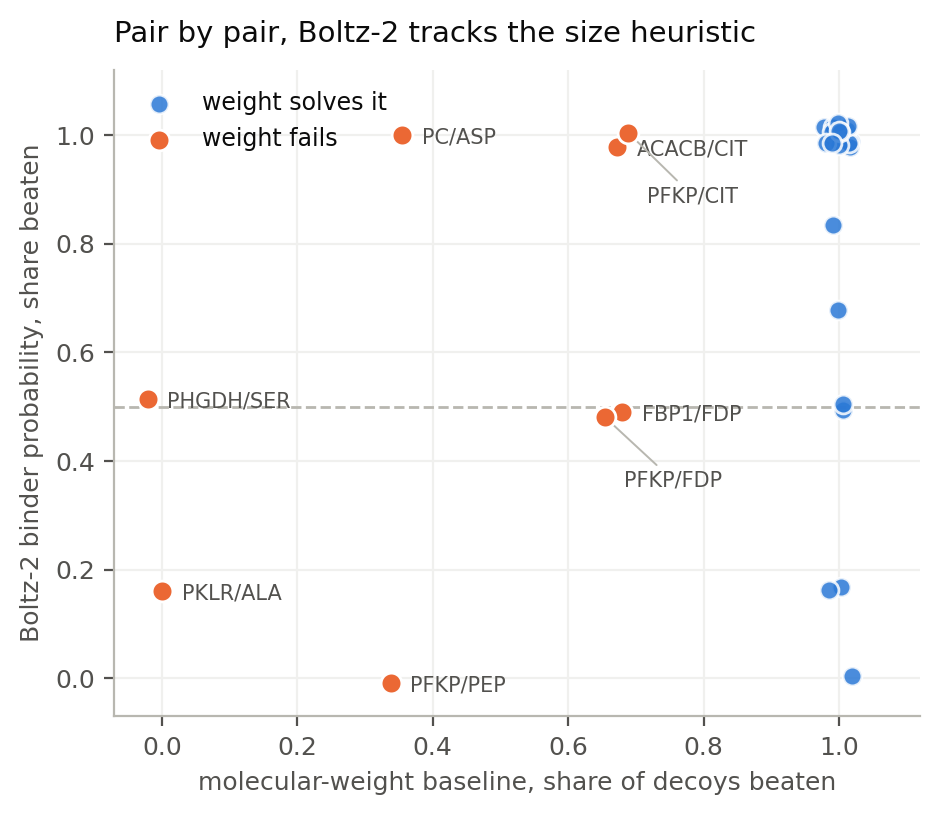 Pair by pair, Boltz-2 tracks the size heuristic
weight solves it
weight fails
PC/ASP
ACACB/CIT
PFKP/CIT
PHGDH/SER
FBP1/FDP
PFKP/FDP
PKLR/ALA
PFKP/PEP
Boltz-2 binder probability, share beaten
1.0
0.8
0.6
0.4
0.2
0.0
0.0 0.2 0.4 0.6 0.8 1.0
molecular-weight baseline, share of decoys beaten